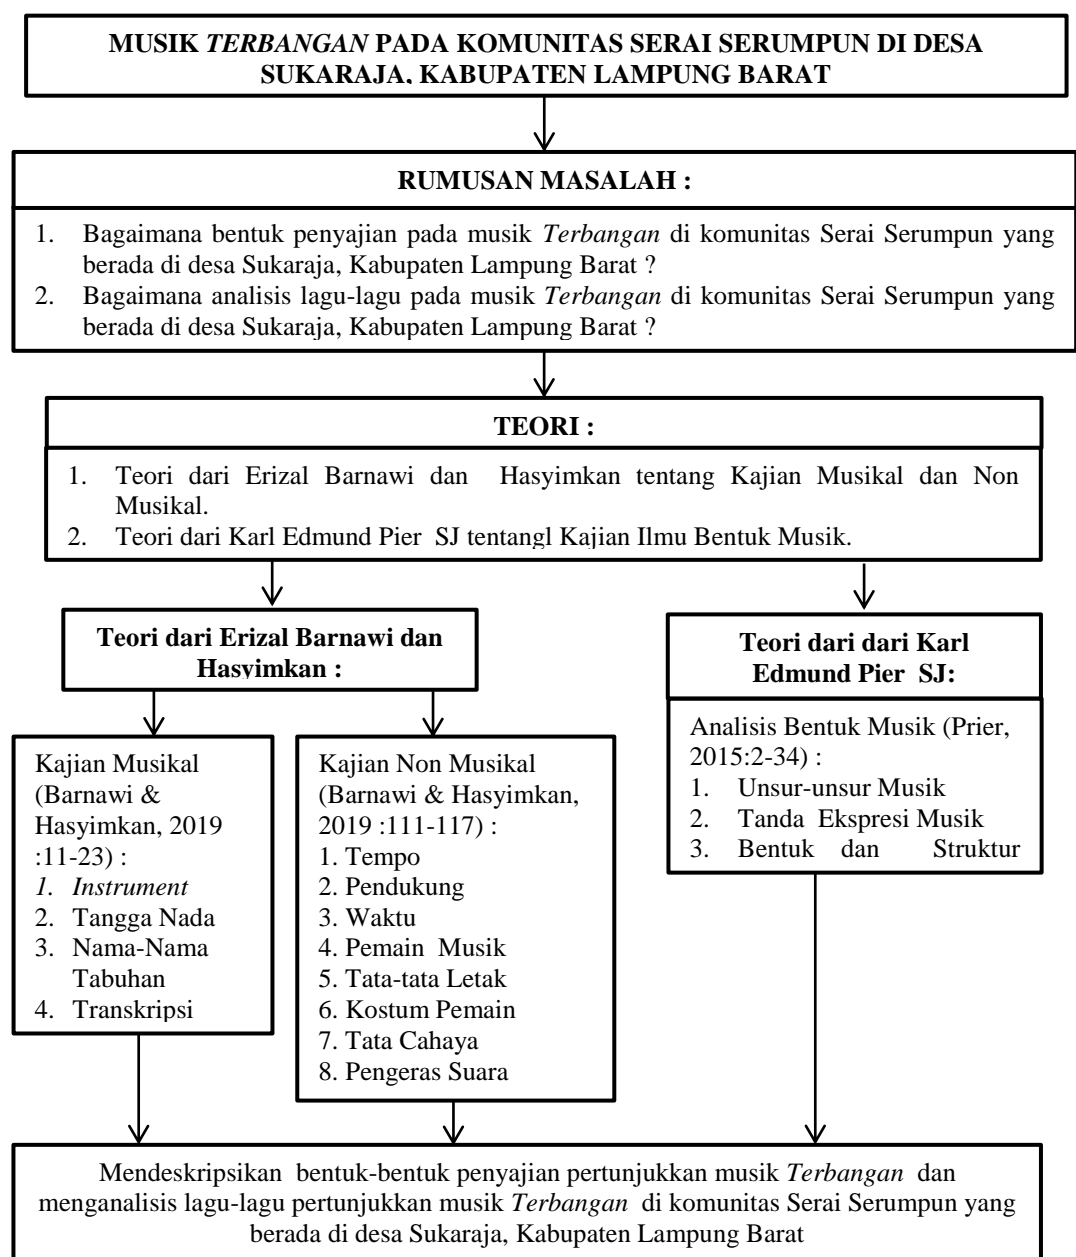 MUSIK TERBANGAN PADA KOMUNITAS SERAI SERUMPUN DI DESA
SUKARAJA, KABUPATEN LAMPUNG BARAT
RUMUSAN MASALAH :
1. Bagaimana bentuk penyajian pada musik Terbangan di komunitas Serai Serumpun yang
berada di desa Sukaraja, Kabupaten Lampung Barat ?
2. Bagaimana analisis lagu-lagu pada musik Terbangan di komunitas Serai Serumpun yang
berada di desa Sukaraja, Kabupaten Lampung Barat ?
TEORI :
1. Teori dari Erizal Barnawi dan Hasyimkan tentang Kajian Musikal dan Non
Musikal.
2. Teori dari Karl Edmund Pier SJ tentangl Kajian Ilmu Bentuk Musik.
Teori dari Erizal Barnawi dan
Hasyimkan :
Kajian Musikal
(Barnawi &
Hasyimkan, 2019
:11-23) :
1. Instrument
2. Tangga Nada
3. Nama-Nama
Tabuhan
4. Transkripsi
Kajian Non Musikal
(Barnawi & Hasyimkan,
2019 :111-117) :
1. Tempo
2. Pendukung
3. Waktu
4. Pemain Musik
5. Tata-tata Letak
6. Kostum Pemain
7. Tata Cahaya
8. Pengeras Suara
Teori dari dari Karl
Edmund Pier SJ:
Analisis Bentuk Musik (Prier,
2015:2-34) :
1. Unsur-unsur Musik
2. Tanda Ekspresi Musik
3. Bentuk dan Struktur
Mendeskripsikan bentuk-bentuk penyajian pertunjukkan musik Terbangan dan
menganalisis lagu-lagu pertunjukkan musik Terbangan di komunitas Serai Serumpun yang
berada di desa Sukaraja, Kabupaten Lampung Barat